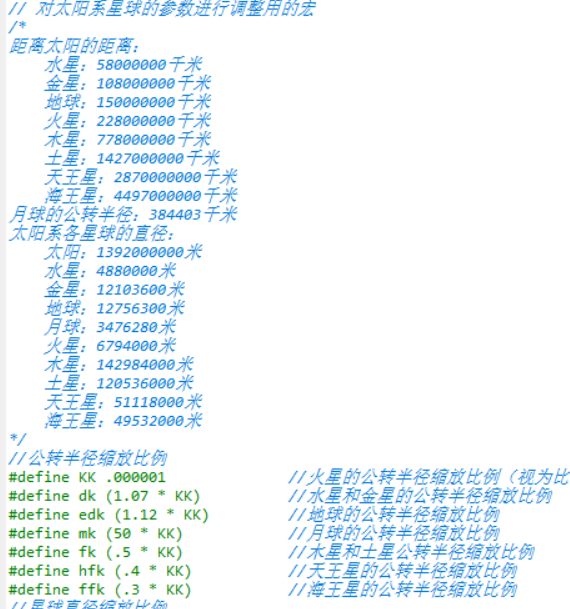 // 对太阳系星球的参数进行调整用的宏
/*
距离太阳的距离：
水星：58000000千米
金星：108000000千米
地球：150000000千米
火星：228000000千米
木星：778000000千米
土星：1427000000千米
天王星：2870000000千米
海王星：4497000000千米
月球的公转半径：384403千米
太阳系各星球的直径：
太阳：1392000000米
水星：4880000米
金星：12103600米
地球：12756300米
月球：3476280米
火星：6794000米
木星：142984000米
土星：120536000米
天王星：51118000米
海王星：49532000米
*/
//公转半径缩放比例
#define KK .000001 //火星的公转半径缩放比例（视为比
#define dk (1.07 * KK) //水星和金星的公转半径缩放比例
#define edk (1.12 * KK) //地球的公转半径缩放比例
#define mk (50 * KK) //月球的公转半径缩放比例
#define fk (.5 * KK) //木星和土星公转半径缩放比例
#define hfk (.4 * KK) //天王星的公转半径缩放比例
#define ffk (.3 * KK) //海王星的公转半径缩放比例
//星球直径缩放比例